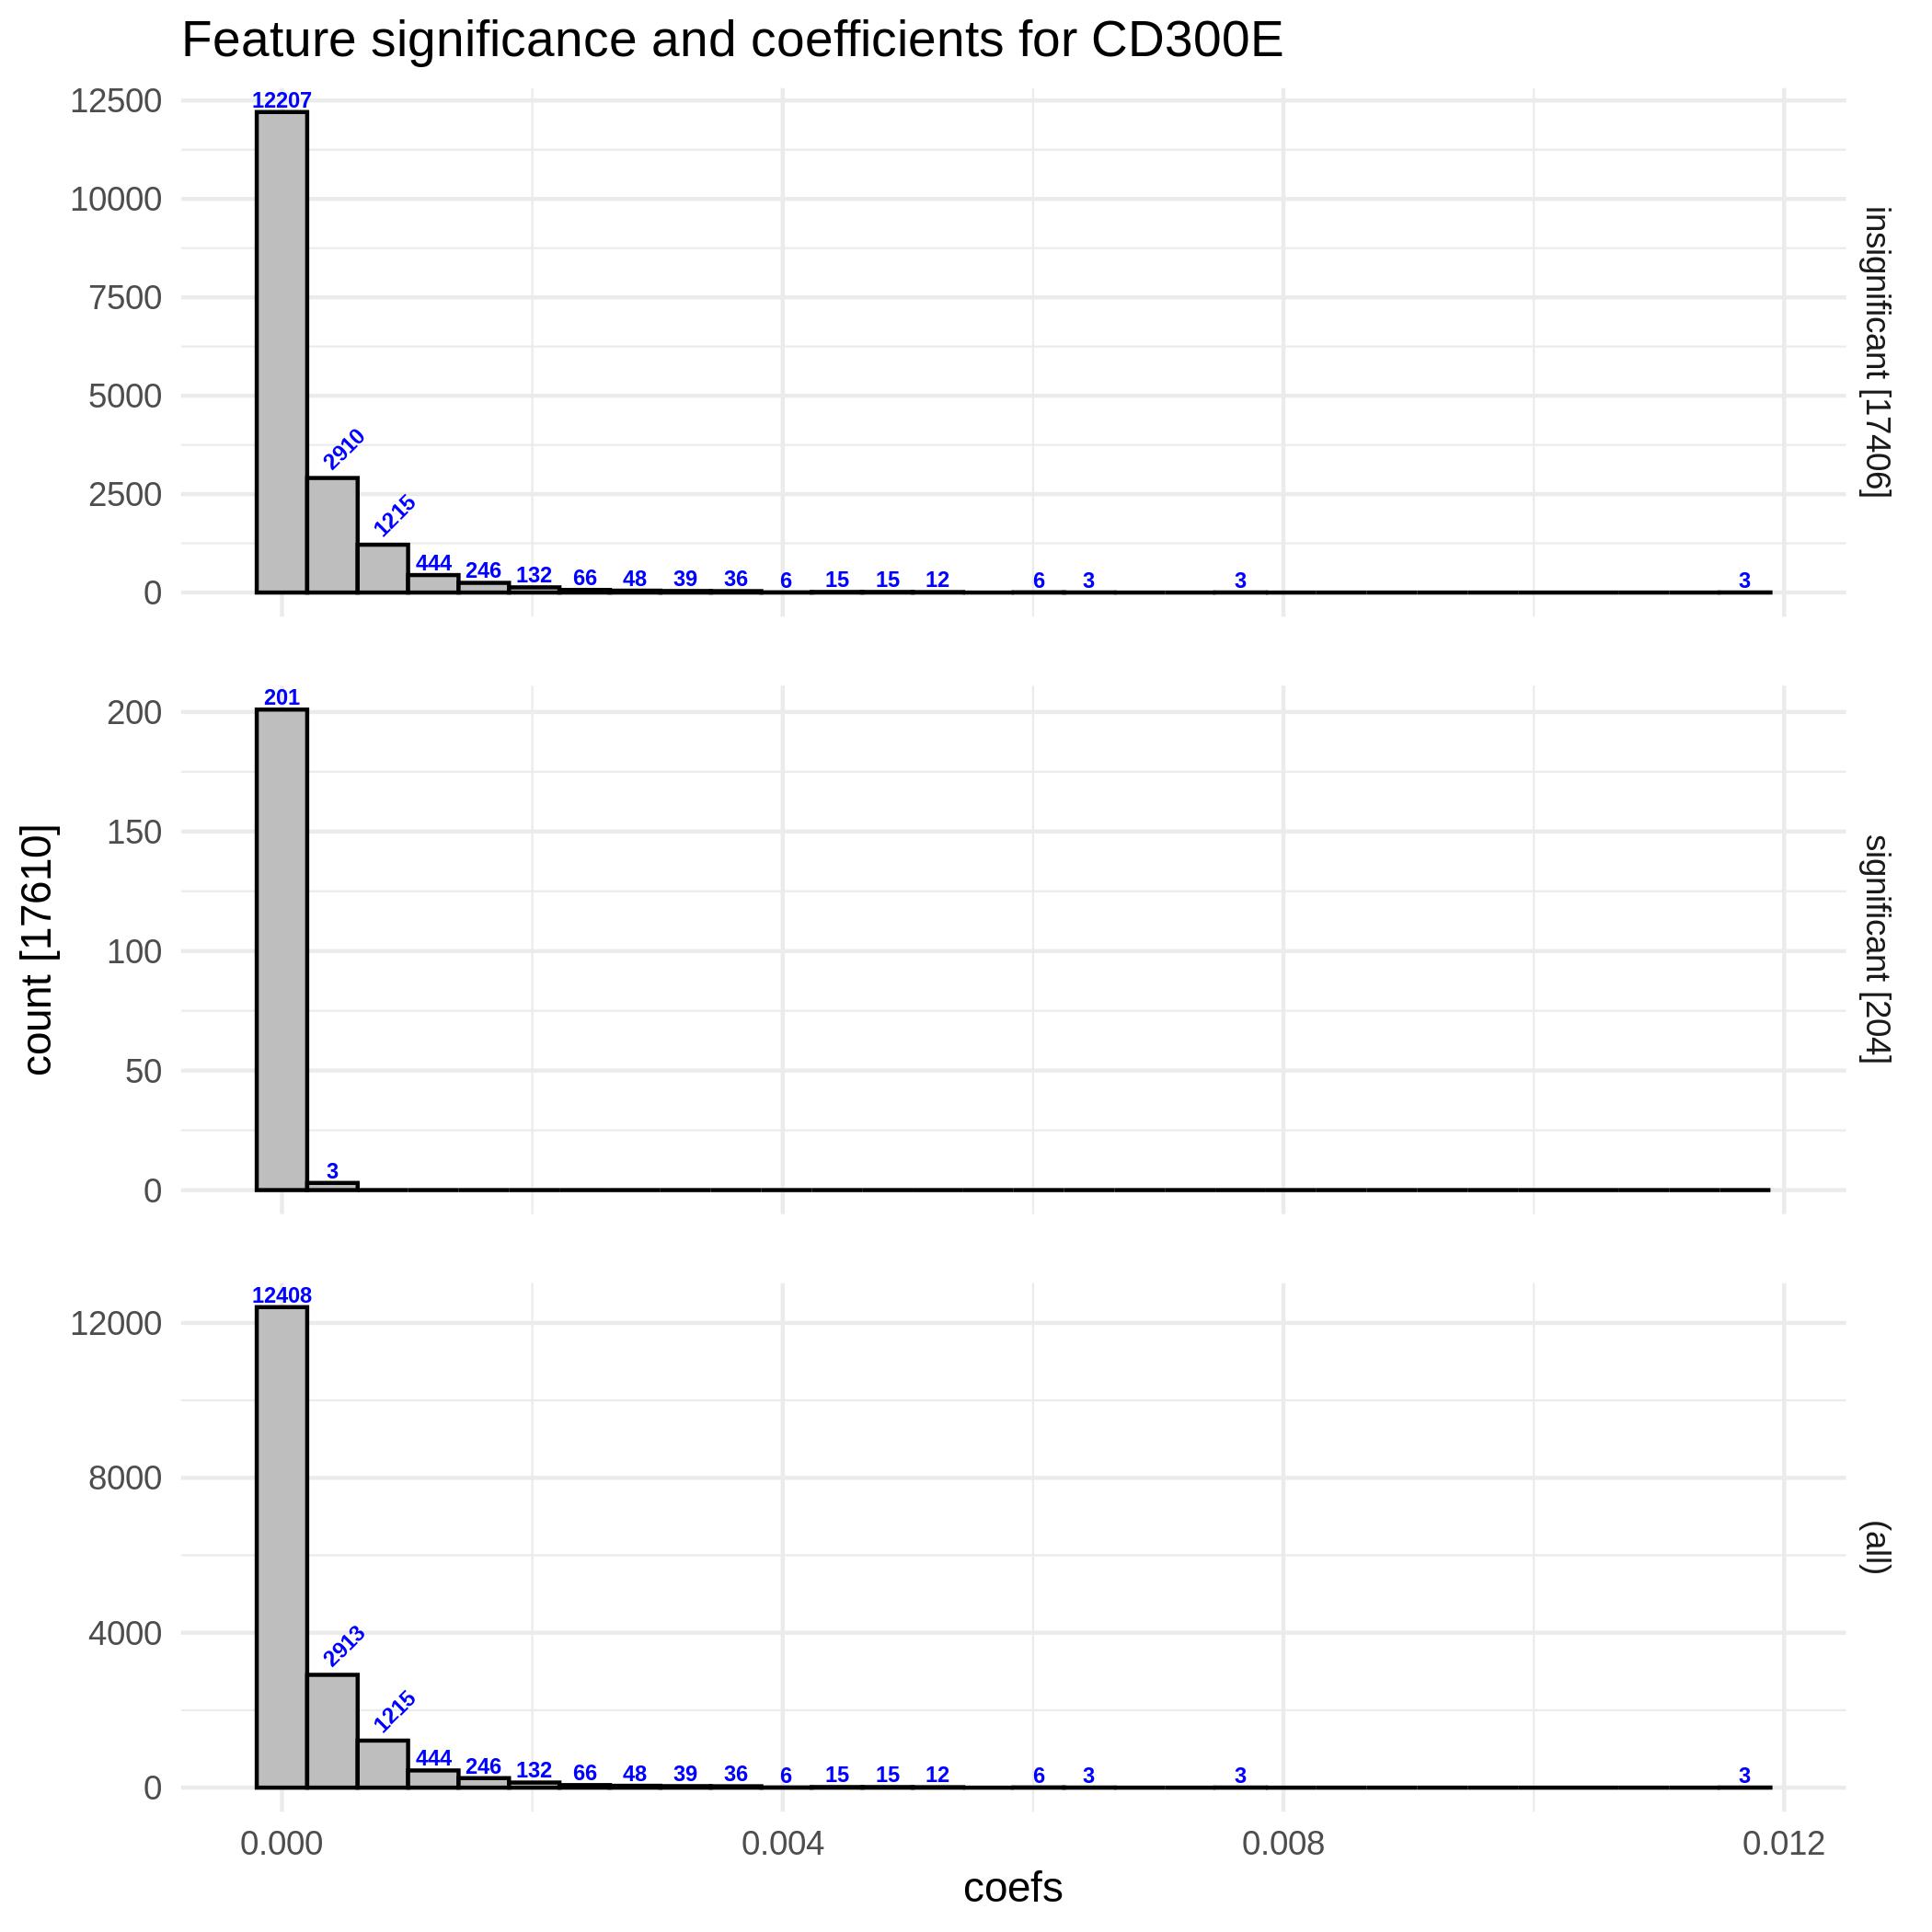 Feature significance and coefficients for CD300E
12500
10000
7500
5000
2500
0
12207
2910
1215
444 246 132 66 48 39 36 6 15 15 12 6 3 3 3
insignificant [17406]
count [17610]
200
150
100
50
0
201
3
significant [204]
12000
8000
4000
0
12408
2913
1215
444 246 132 66 48 39 36 6 15 15 12 6 3 3 3
(all)
0.000 0.004 0.008 0.012
coefs